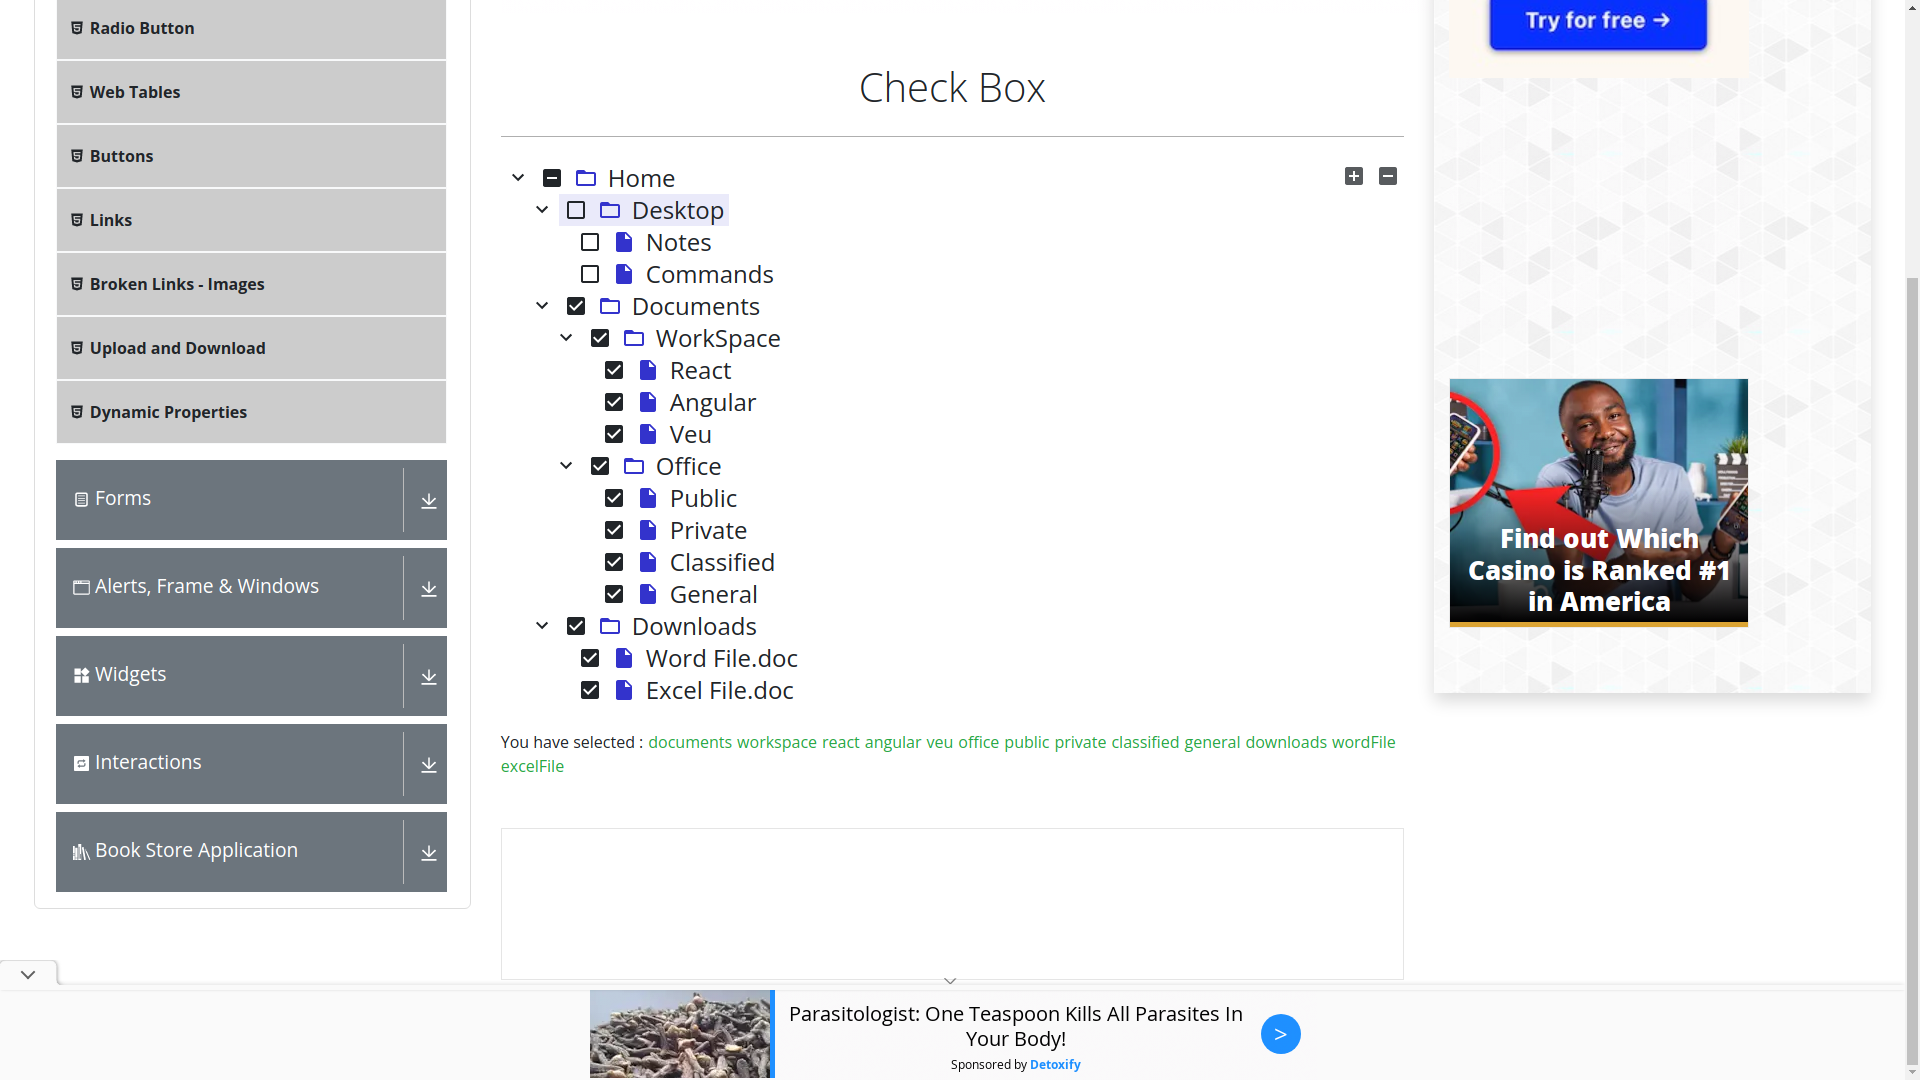 Radio Button
Web Tables
Buttons
Links
Broken Links - Images
Upload and Download
Dynamic Properties
Forms
Alerts, Frame & Windows
Widgets
Interactions
Book Store Application
Check Box
Home
Desktop
Notes
Commands
Documents
WorkSpace
React
Angular
Veu
Office
Public
Private
Classified
General
Downloads
Word File.doc
Excel File.doc
You have selected : documents workspace react angular veu office public private classified general downloads wordFile
excelFile
Try for free →
Find out Which
Casino is Ranked #1
in America
Parasitologist: One Teaspoon Kills All Parasites In
Your Body!
Sponsored by Detoxify
>